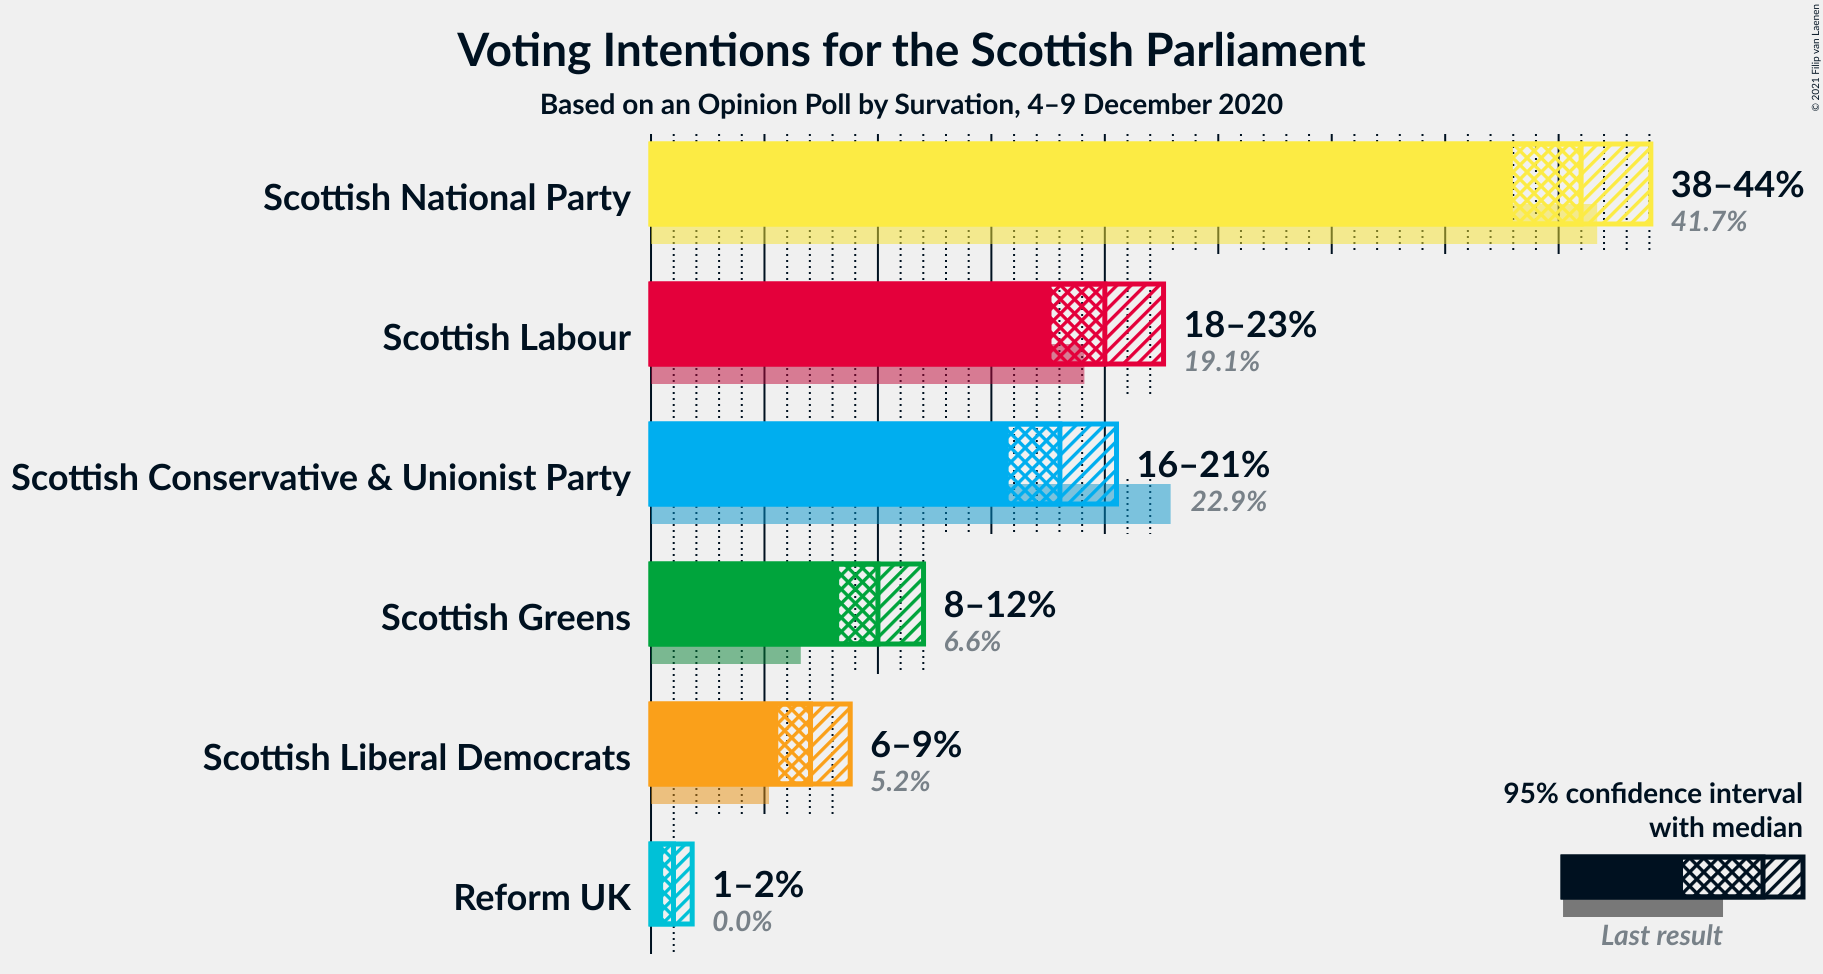 Voting Intentions for the Scottish Parliament
Based on an Opinion Poll by Survation, 4–9 December 2020
© 2021 Filip van Laenen
Scottish National Party
38–44%
41.7%
Scottish Labour
18–23%
19.1%
Scottish Conservative & Unionist Party
16–21%
22.9%
Scottish Greens
8–12%
6.6%
Scottish Liberal Democrats
6–9%
5.2%
Reform UK
1–2%
0.0%
95% confidence interval
with median
Last result